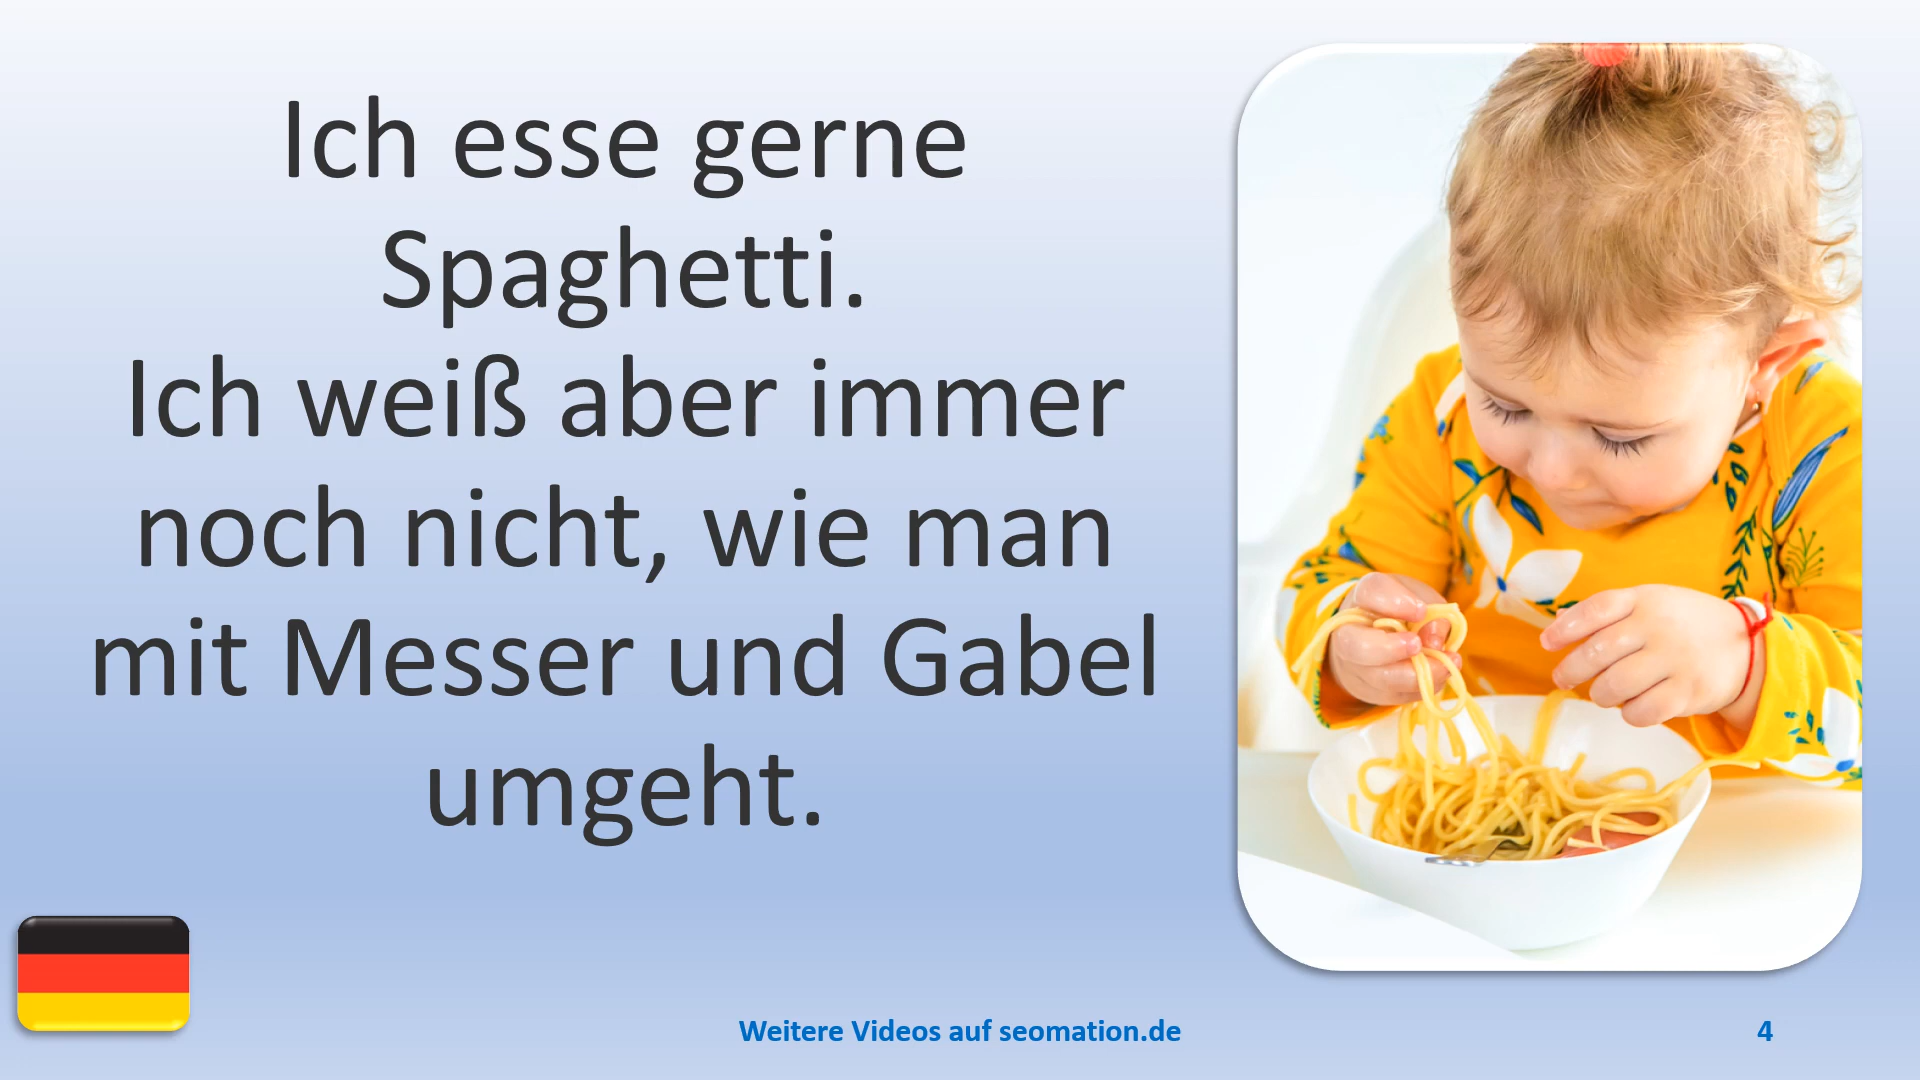 Ich esse gerne
Spaghetti.
Ich weiß aber immer
noch nicht, wie man
mit Messer und Gabel
umgeht.
Weitere Videos auf seomation.de
4